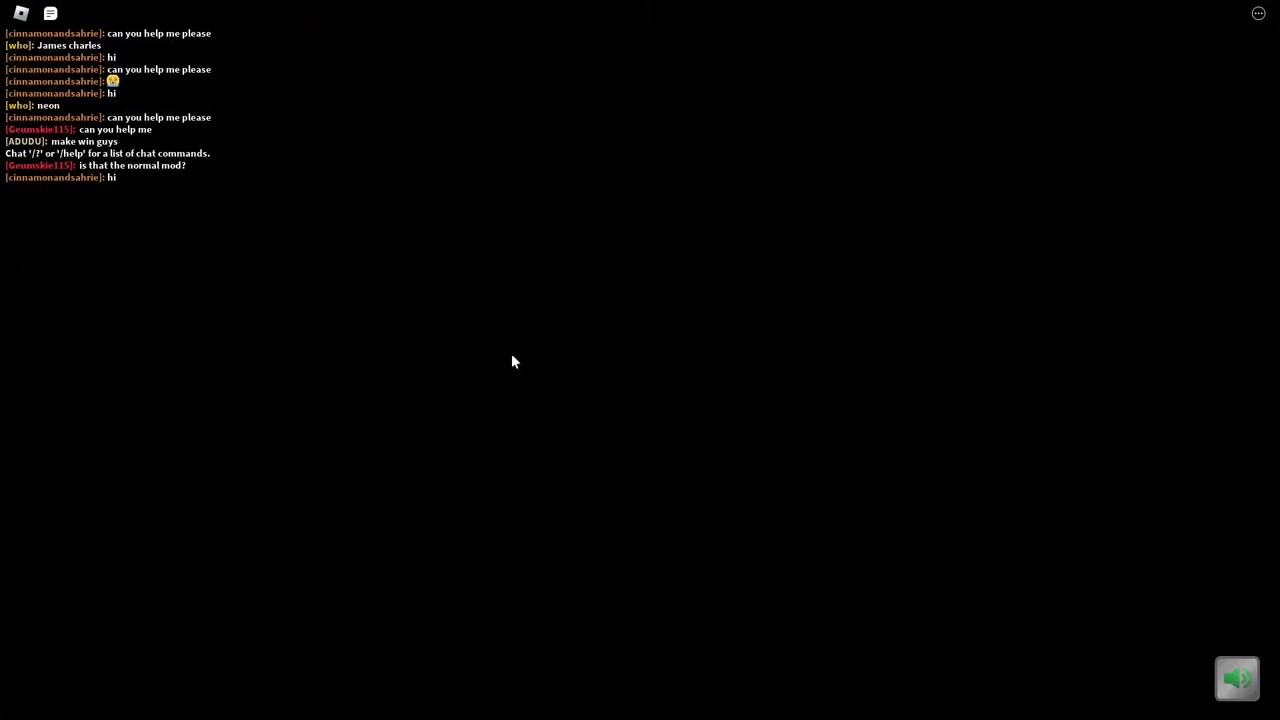 [cinnamonandsahrie]: can you help me please
[who]: James charles
[cinnamonandsahrie]: hi
[cinnamonandsahrie]: can you help me please
[cinnamonandsahrie]: 😭
[cinnamonandsahrie]: hi
[who]: neon
[cinnamonandsahrie]: can you help me please
[Geumskie115]: can you help me
[ADUDU]: make win guys
Chat '/?' or '/help' for a list of chat commands.
[Geumskie115]: is that the normal mod?
[cinnamonandsahrie]: hi